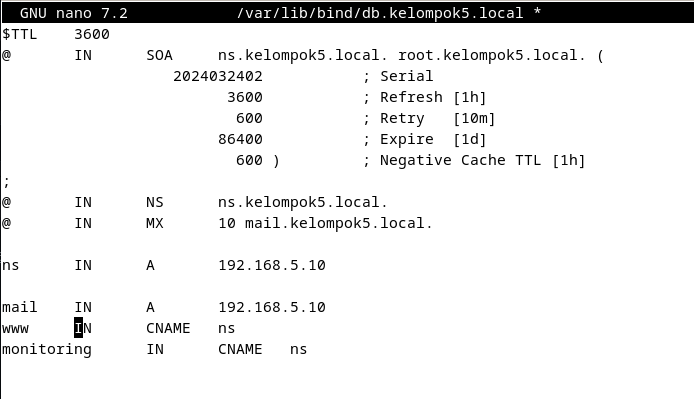 GNU nano 7.2 /var/lib/bind/db.kelompok5.local *
$TTL 3600
@ IN SOA ns.kelompok5.local. root.kelompok5.local. (
2024032402 ; Serial
3600 ; Refresh [1h]
600 ; Retry [10m]
86400 ; Expire [1d]
600 ) ; Negative Cache TTL [1h]
;
@ IN NS ns.kelompok5.local.
@ IN MX 10 mail.kelompok5.local.
ns IN A 192.168.5.10
mail IN A 192.168.5.10
www IN CNAME ns
monitoring IN CNAME ns